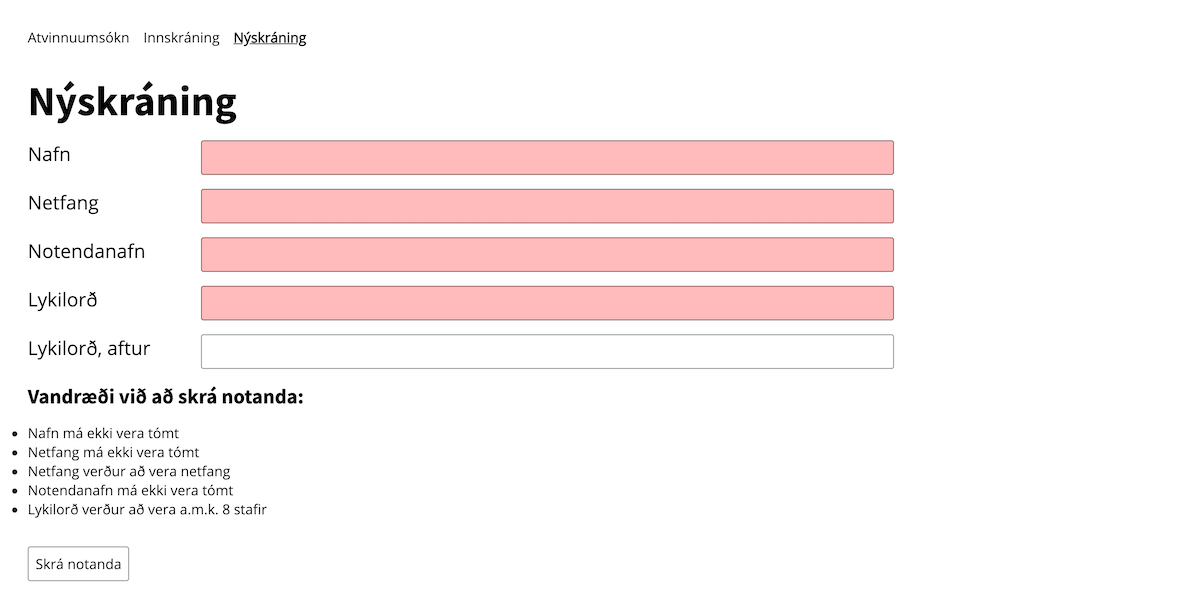 Atvinnuumsókn Innskráning Nýskráning
Nýskráning
Nafn
Netfang
Notendanafn
Lykilorð
Lykilorð, aftur
Vandræði við að skrá notanda:
Nafn má ekki vera tómt
Netfang má ekki vera tómt
Netfang verður að vera netfang
Notendanafn má ekki vera tómt
Lykilorð verður að vera a.m.k. 8 stafir
Skrá notanda